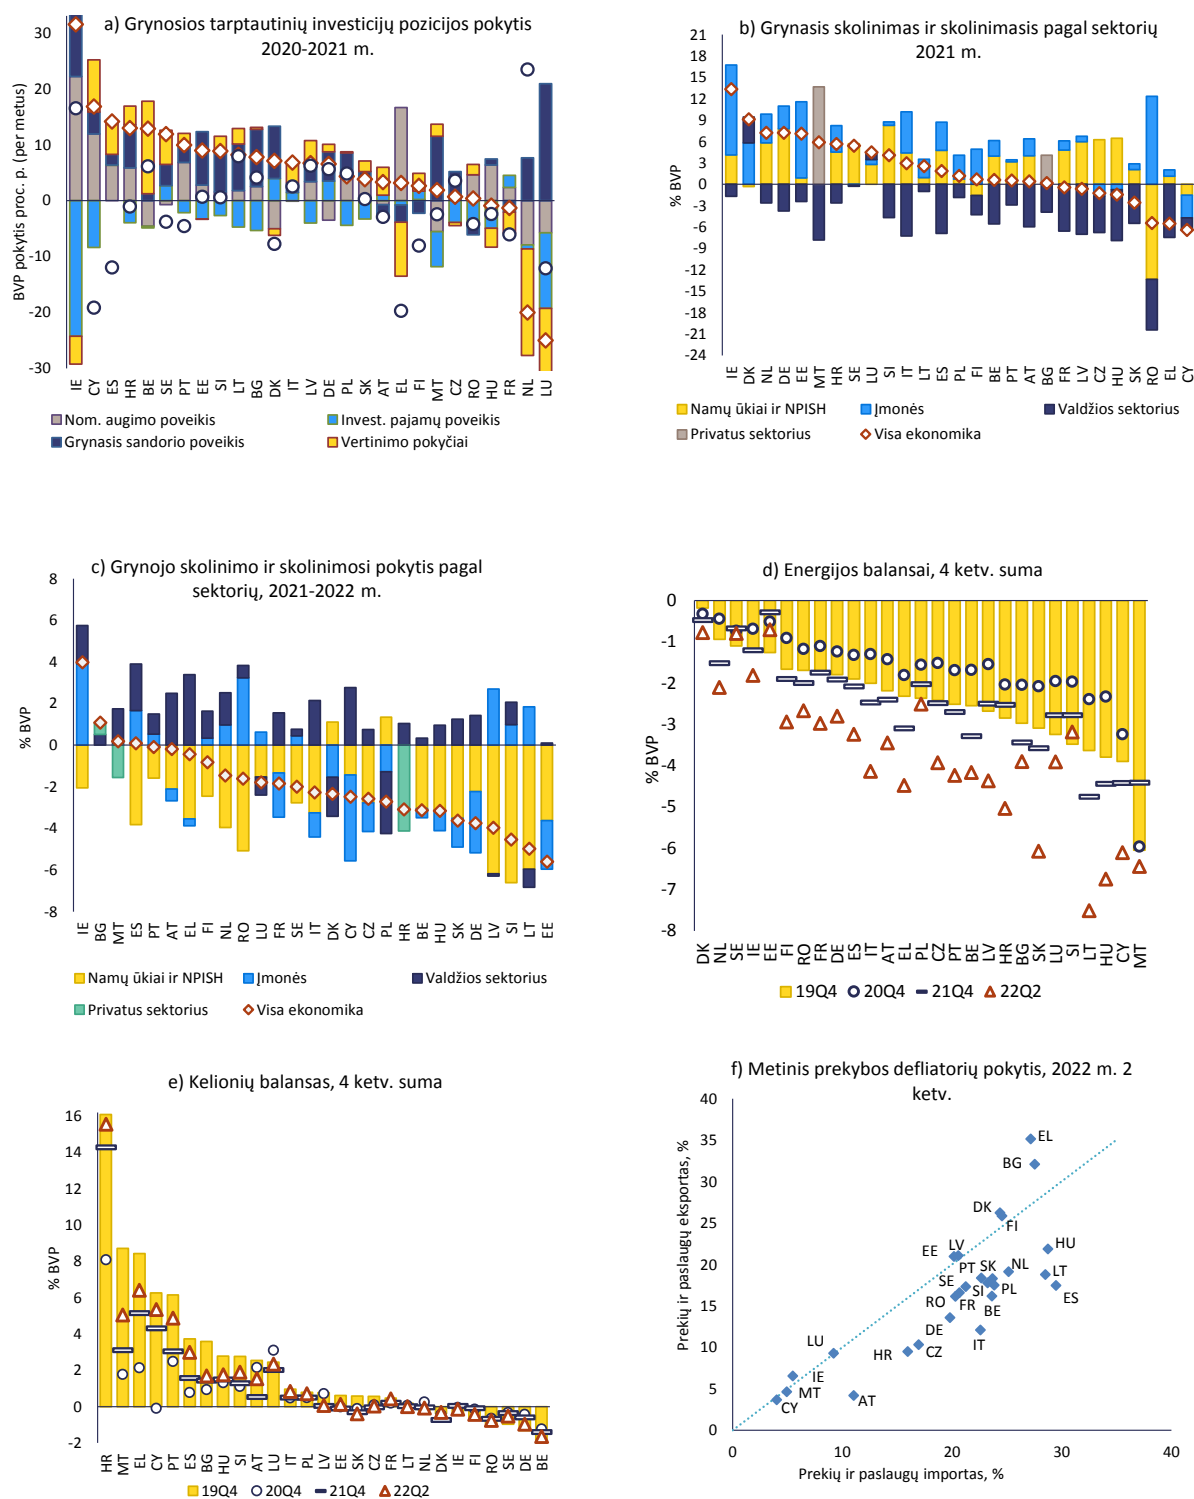 a) Grynosios tarptautinių investicijų pozicijos pokytis
2020-2021 m.
BVP pokytis proc. p. (per metus)
30
20
10
0
-10
-20
-30
IE CY ES HR BE SE PT EE SI LT BG DK IT LV DE PL SK AT EL FI MT CZ RO HU FR NL LU
Nom. augimo poveikis
Invest. pajamų poveikis
Grynasis sandorio poveikis
Vertinimo pokyčiai
b) Grynasis skolinimas ir skolinimasis pagal sektorių
2021 m.
% BVP
21
18
15
12
9
6
3
0
-3
-6
-9
-12
-15
-18
-21
-24
IE DK NL DE EE MT HR SE LU SI IT LT ES PL FI BE PT AT BG FR LV CZ HU SK RO EL CY
Namų ūkiai ir NPISH
Įmonės
Valdžios sektorius
Privatus sektorius
Visa ekonomika
c) Grynojo skolinimo ir skolinimosi pokytis pagal
sektorių, 2021-2022 m.
% BVP
8
6
4
2
0
-2
-4
-6
-8
IE BG MT ES PT AT EL FI NL RO LU FR SE IT DK CY CZ PL HR BE HU SK DE LV SI LT EE
Namų ūkiai ir NPISH
Įmonės
Valdžios sektorius
Privatus sektorius
Visa ekonomika
d) Energijos balansai, 4 ketv. suma
% BVP
0
-1
-2
-3
-4
-5
-6
-7
-8
DK NL SE IE EE FI RO FR DE ES IT AT EL PL CZ PT BE LV HR BG SK LU SI LT HU CY MT
19Q4 20Q4 21Q4 22Q2
e) Kelionių balansas, 4 ketv. suma
% BVP
16
14
12
10
8
6
4
2
0
-2
HR MT EL CY PT ES BG HU SI AT LU IT PL LV EE SK CZ FR LT NL DK IE FI RO SE DE BE
19Q4 20Q4 21Q4 22Q2
f) Metinis prekybos defliatorių pokytis, 2022 m. 2
ketv.
Prekių ir paslaugų eksportas, %
40
35
30
25
20
15
10
5
0
EL
BG
DK
FI
EE LV
HU
PT SK NL LT
SE SI PL ES
RO FR BE
DE IT
LU
HR CZ
IE
MT AT
CY
0 10 20 30 40
Prekių ir paslaugų importas, %